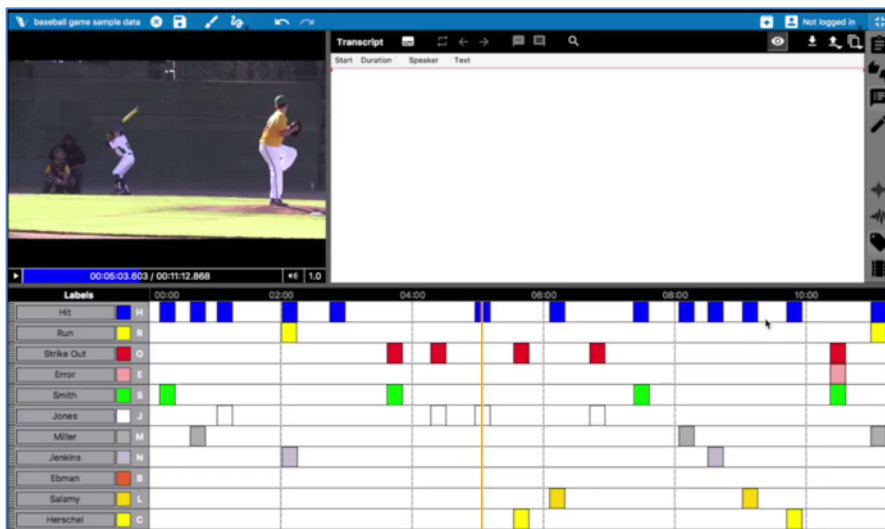 baseball game sample data
Not logged in
Transcript
Start Duration Speaker Text
00:05:03.603 / 00:11:12.868 1.0
Labels 00:00 02:00 04:00 06:00 08:00 10:00
Hit H
Run R
Strike Out O
Error E
Smith S
Jones J
Miller M
Jenkins N
Ebman B
Salamy L
Herschel C